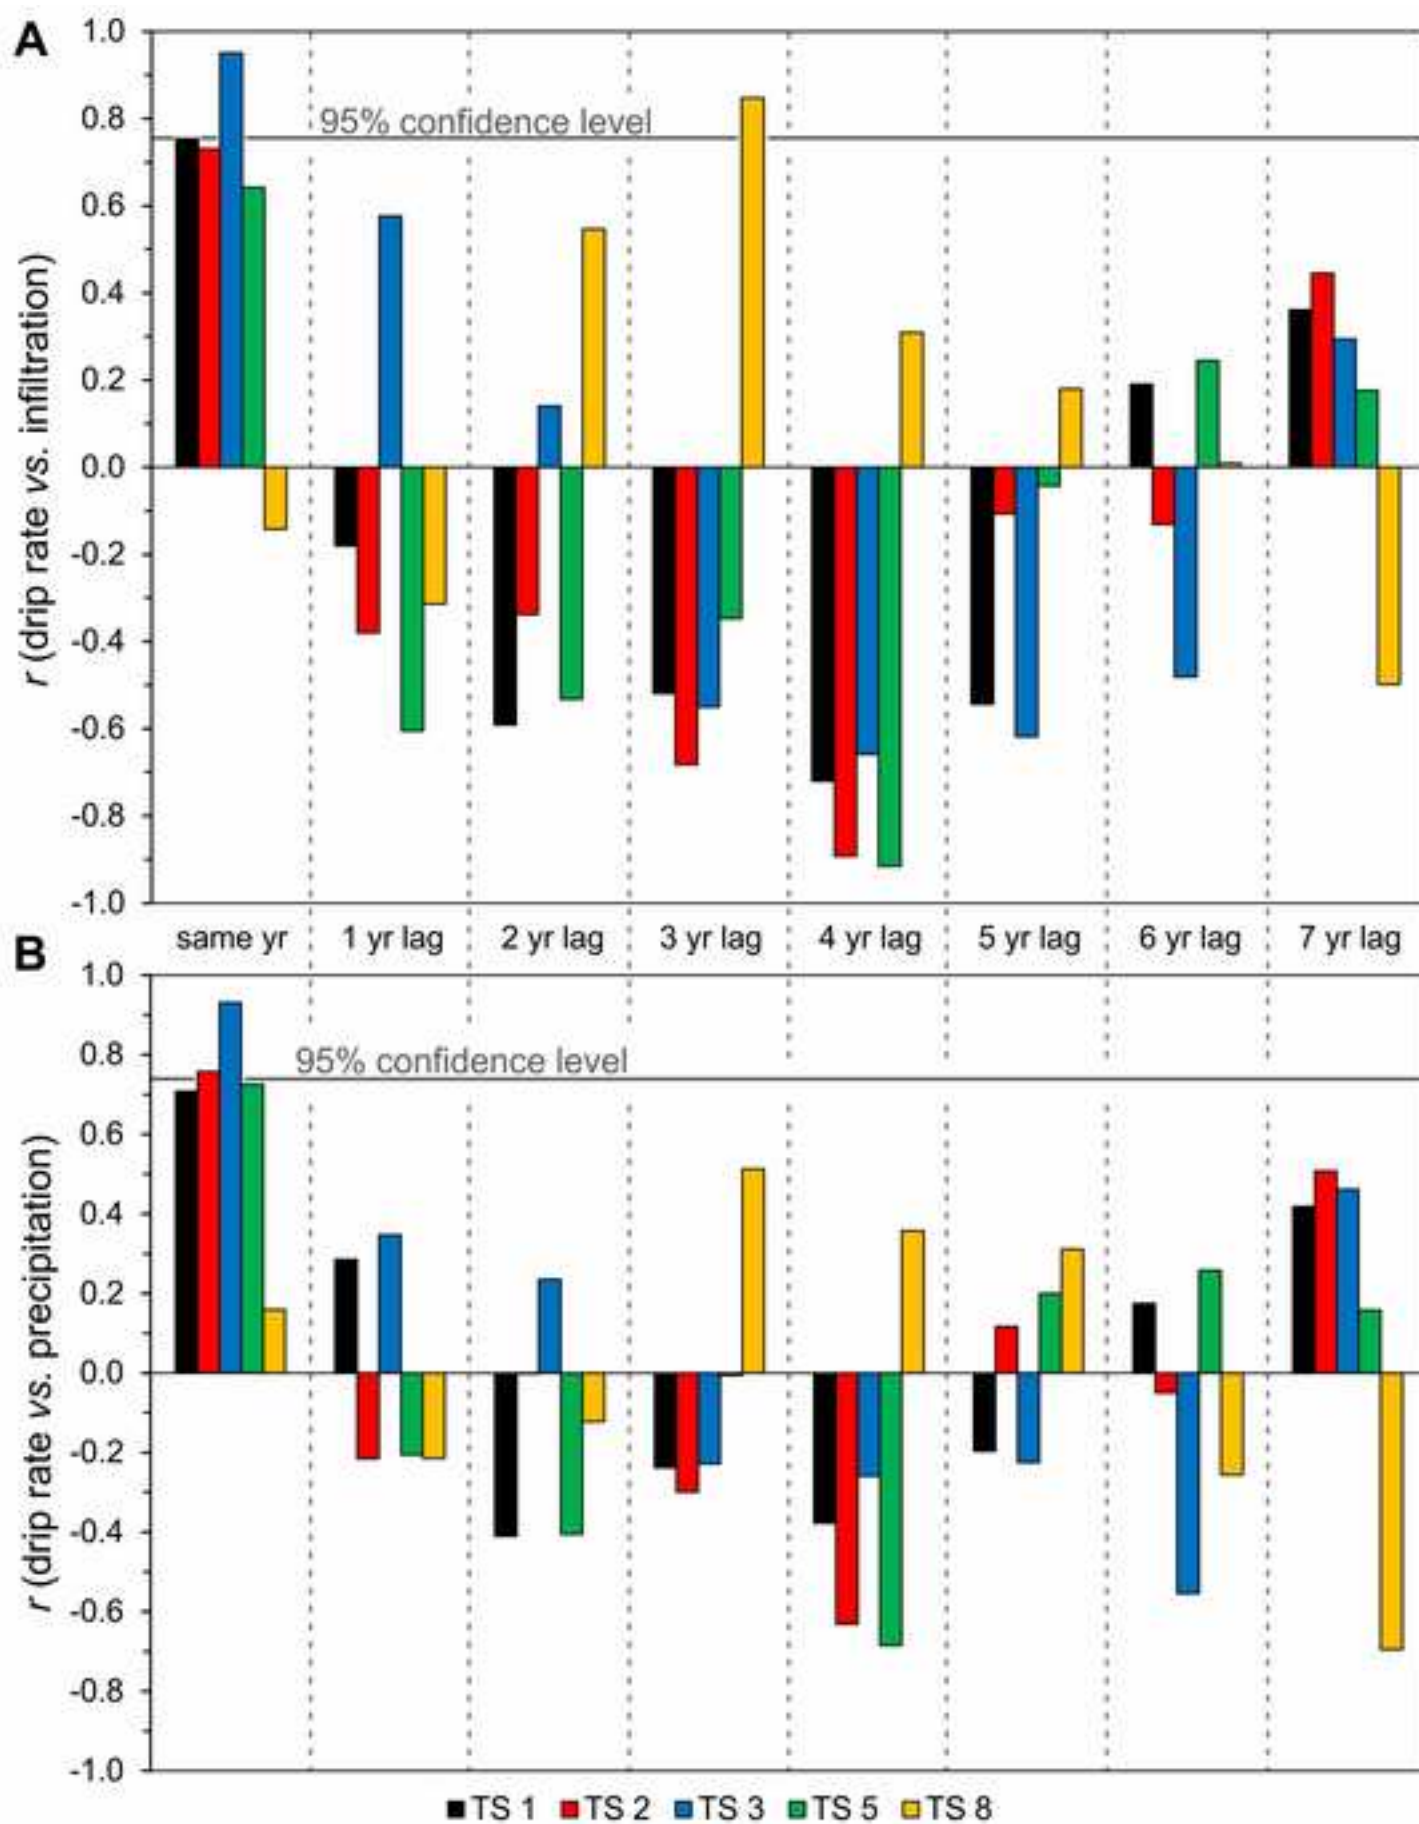 A
r (drip rate vs. infiltration)
1.0
0.8
0.6
0.4
0.2
0.0
-0.2
-0.4
-0.6
-0.8
-1.0
95% confidence level
same yr 1 yr lag 2 yr lag 3 yr lag 4 yr lag 5 yr lag 6 yr lag 7 yr lag
B
r (drip rate vs. precipitation)
1.0
0.8
0.6
0.4
0.2
0.0
-0.2
-0.4
-0.6
-0.8
-1.0
95% confidence level
TS 1 TS 2 TS 3 TS 5 TS 8